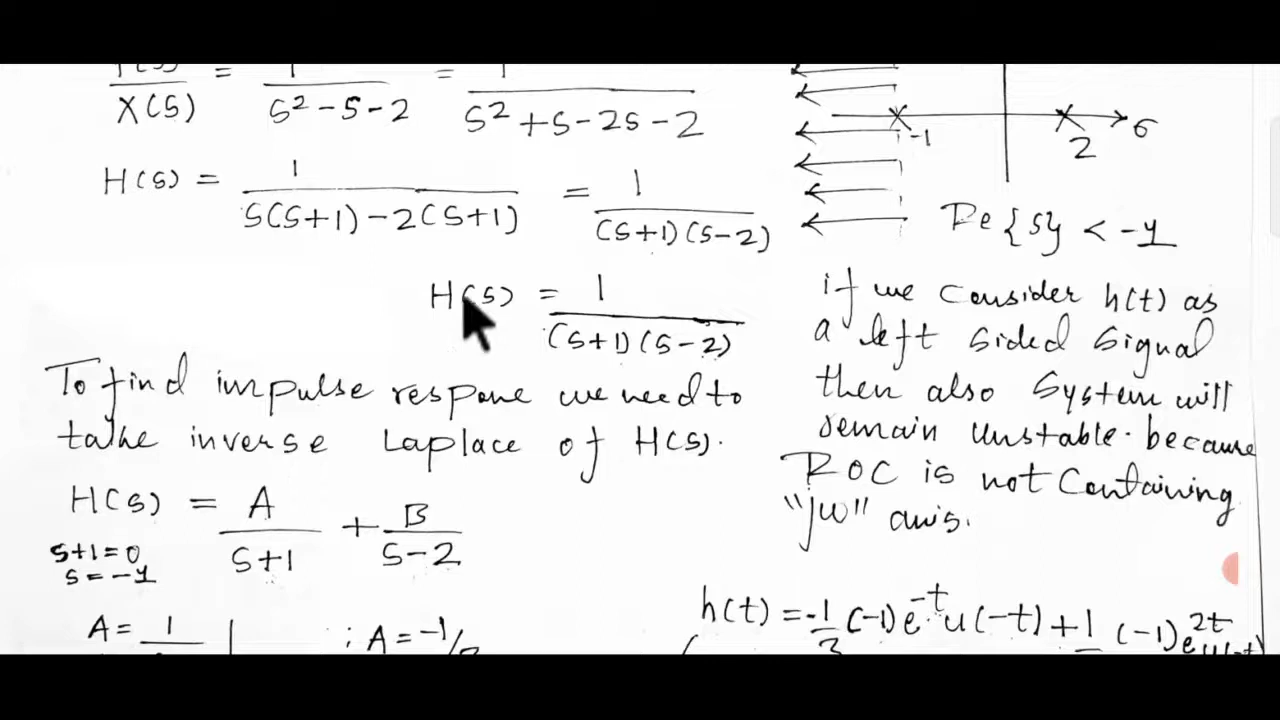 X(S) = S² - S - 2 = S² + S - 2S - 2
H(S) = 1 / S(S+1) - 2(S+1) = 1 / (S+1)(S-2)
H(S) = 1 / (S+1)(S-2)
To find impulse respone we need to
take inverse Laplace of H(S).
H(S) = A / S+1 + B / S-2
S+1=0
S=-1
A = 1
; A = -1/
-1
2
σ
Re{S} < -1
if we Consider h(t) as
a left Sided Signal
then also System will
remain Unstable. because
ROC is not Containing
"jω" axis.
h(t) = -1/3 (-1)e^-t u(-t) + 1 (-1)e^2t u(-t)